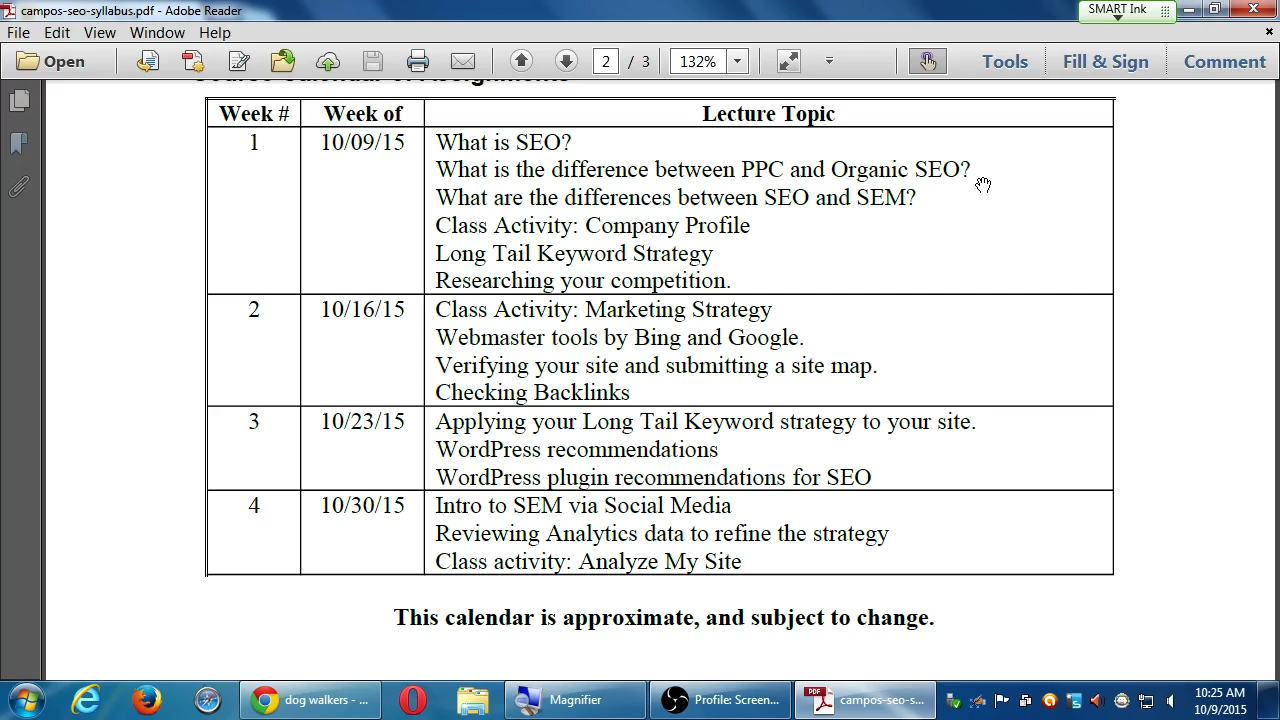 campos-seo-syllabus.pdf - Adobe Reader
SMART Ink
File Edit View Window Help
Open 2 / 3 132% Tools Fill & Sign Comment
Week # Week of Lecture Topic
1 10/09/15 What is SEO?
What is the difference between PPC and Organic SEO?
What are the differences between SEO and SEM?
Class Activity: Company Profile
Long Tail Keyword Strategy
Researching your competition.
2 10/16/15 Class Activity: Marketing Strategy
Webmaster tools by Bing and Google.
Verifying your site and submitting a site map.
Checking Backlinks
3 10/23/15 Applying your Long Tail Keyword strategy to your site.
WordPress recommendations
WordPress plugin recommendations for SEO
4 10/30/15 Intro to SEM via Social Media
Reviewing Analytics data to refine the strategy
Class activity: Analyze My Site
This calendar is approximate, and subject to change.
dog walkers - ... Magnifier Profile: Screen... PDF campos-seo-s... 10:25 AM
10/9/2015